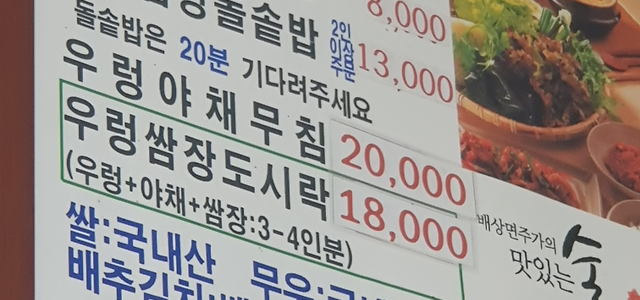 돌솥밥 2인이상주문 8,000
돌솥밥은 20분 기다려주세요 13,000
우렁야채무침 20,000
우렁쌈장도시락 18,000
(우렁+야채+쌈장:3-4인분)
쌀:국내산 무우:
배추김치:
배상면주가의
맛있는 술